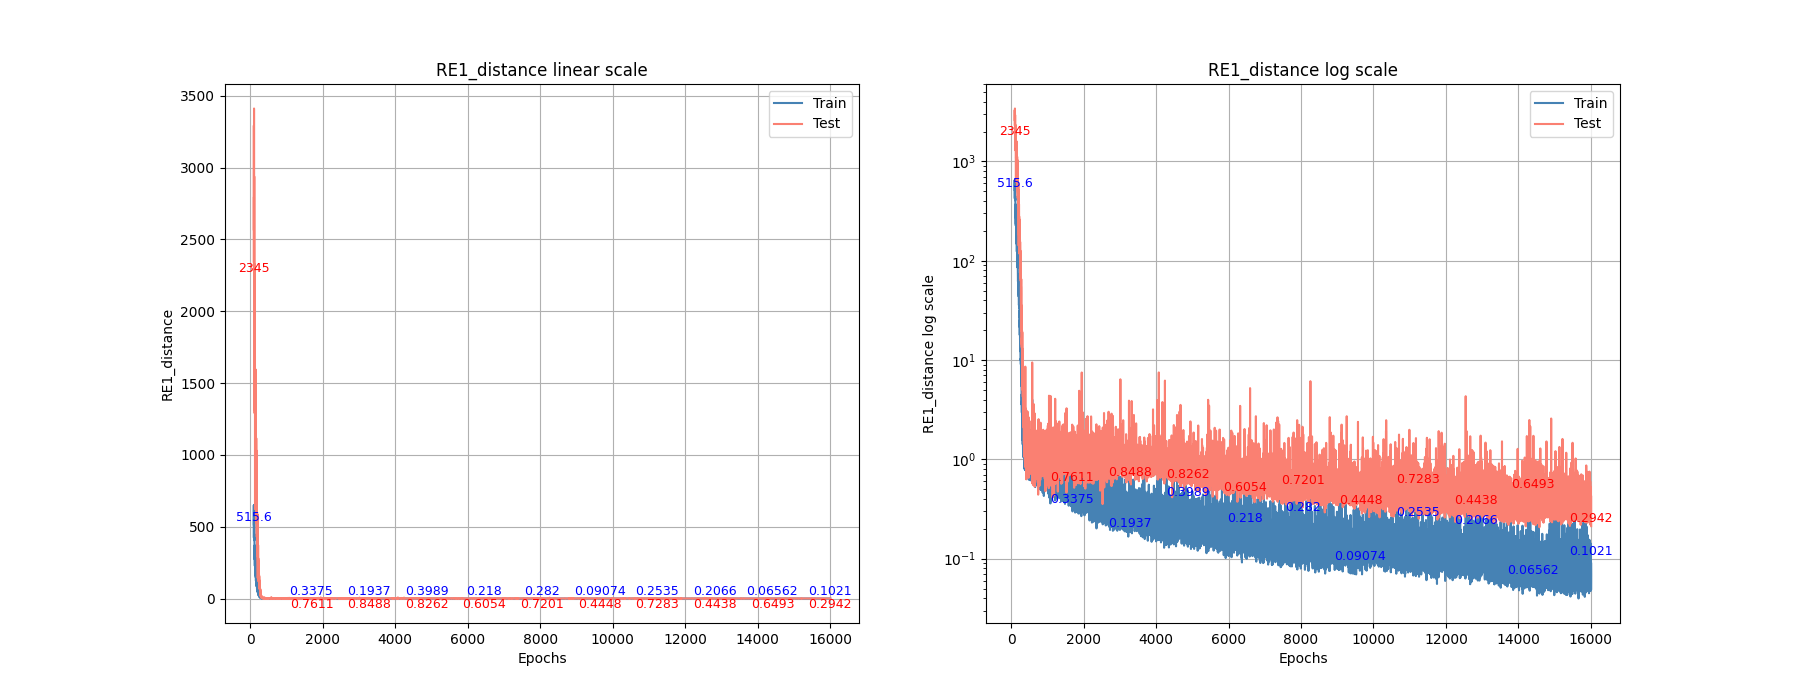 RE1_distance linear scale
3500
3000
2500
2000
1500
1000
500
0
RE1_distance
Train
Test
2345
515.6
0.3375 0.1937 0.3989 0.218 0.282 0.09074 0.2535 0.2066 0.06562 0.1021
0.7611 0.8488 0.8262 0.6054 0.7201 0.4448 0.7283 0.4438 0.6493 0.2942
0 2000 4000 6000 8000 10000 12000 14000 16000
Epochs
RE1_distance log scale
10³
10²
10¹
10⁰
10⁻¹
RE1_distance log scale
Train
Test
2345
515.6
0.7611 0.8488 0.8262 0.6054 0.7201 0.4448 0.7283 0.4438 0.6493 0.2942
0.3375 0.1937 0.3989 0.218 0.282 0.09074 0.2535 0.2066 0.06562 0.1021
0 2000 4000 6000 8000 10000 12000 14000 16000
Epochs